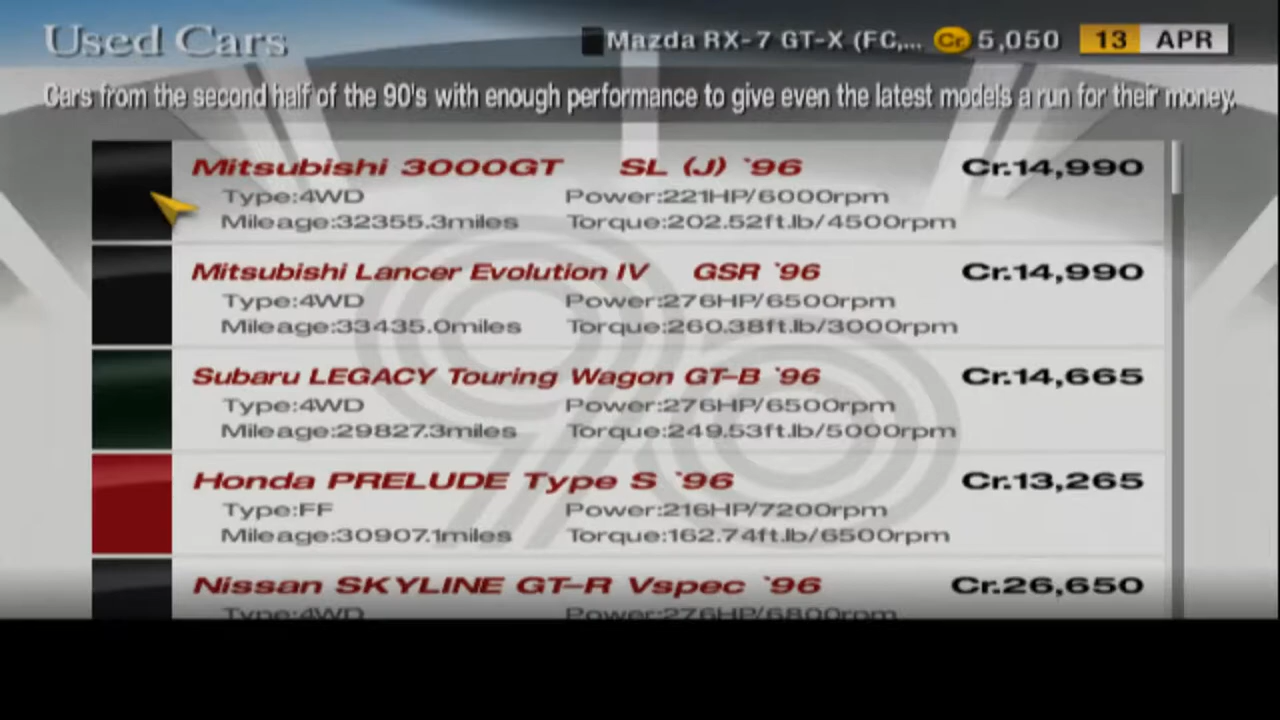 Used Cars
Mazda RX-7 GT-X (FC,... Cr 5,050 13 APR
Cars from the second half of the 90's with enough performance to give even the latest models a run for their money.
Mitsubishi 3000GT SL (J) `96 Cr.14,990
Type:4WD Power:221HP/6000rpm
Mileage:32355.3miles Torque:202.52ft.lb/4500rpm
Mitsubishi Lancer Evolution IV GSR `96 Cr.14,990
Type:4WD Power:276HP/6500rpm
Mileage:33435.0miles Torque:260.38ft.lb/3000rpm
Subaru LEGACY Touring Wagon GT-B `96 Cr.14,665
Type:4WD Power:276HP/6500rpm
Mileage:29827.3miles Torque:249.53ft.lb/5000rpm
Honda PRELUDE Type S `96 Cr.13,265
Type:FF Power:216HP/7200rpm
Mileage:30907.1miles Torque:162.74ft.lb/6500rpm
Nissan SKYLINE GT-R Vspec `96 Cr.26,650
Type:4WD Power:276HP/6800rpm